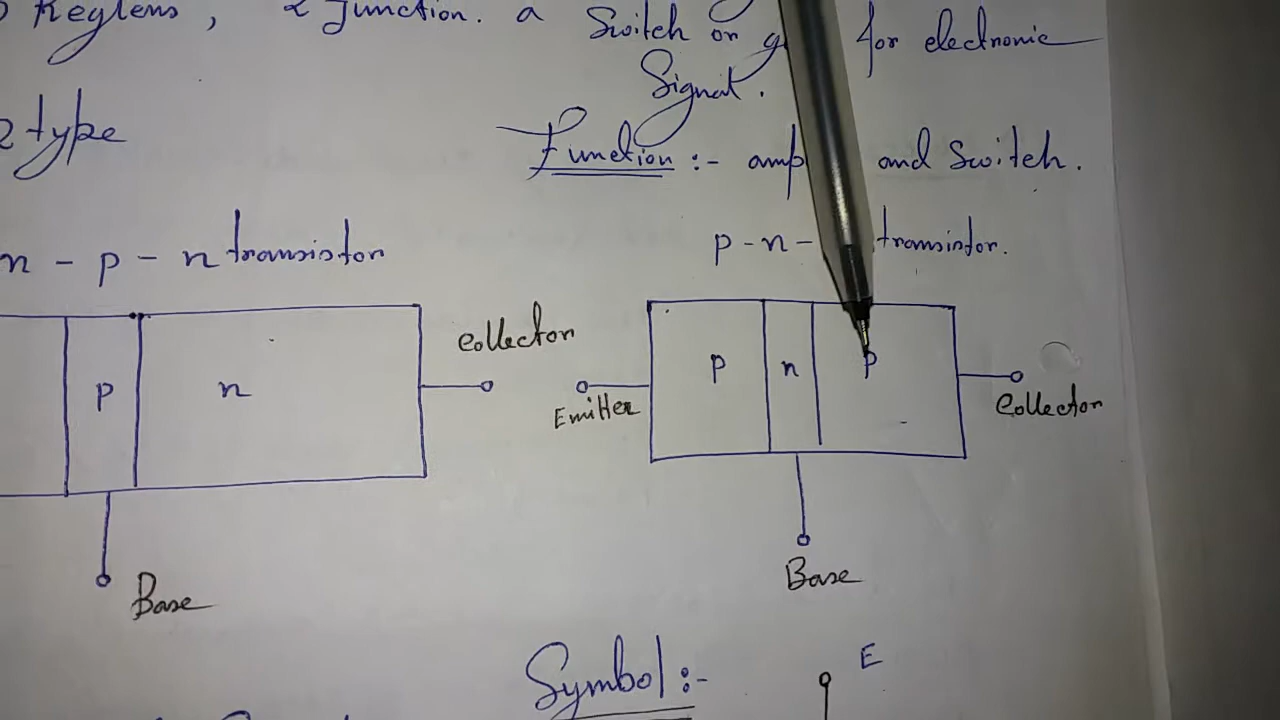 Regions, 2 Junction. a Switch or g for electronic
Signal.
2 type
Function :- amp and Switch.
n - p - n transistor
p - n - transistor.
p n
Collector
Base
p n p
Emitter
Collector
Base
Symbol :-
E